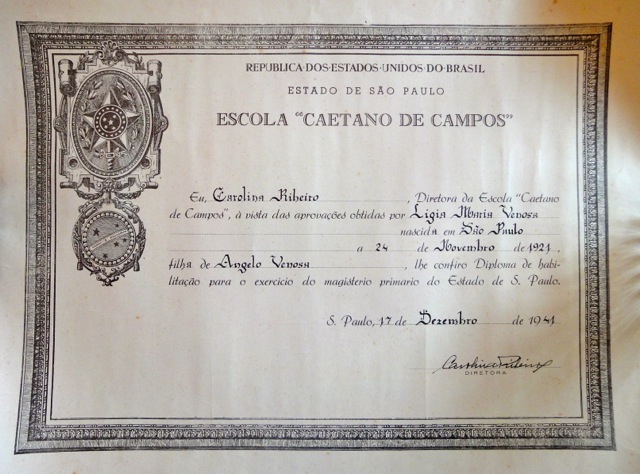 REPUBLICA·DOS·ESTADOS·UNIDOS·DO·BRASIL
ESTADO DE SÃO PAULO
ESCOLA "CAETANO DE CAMPOS"
Eu, Carolina Ribeiro, Diretora da Escola "Caetano
de Campos", à vista das aprovações obtidas por Ligia Maria Venosa
nascida em São Paulo
a 24 de Novembro de 1921,
filha de Angelo Venosa, lhe confiro Diploma de habi-
litação para o exercicio do magisterio primario do Estado de S. Paulo.
S. Paulo, 17 de Dezembro de 1941
Carolina Ribeiro
DIRETORA